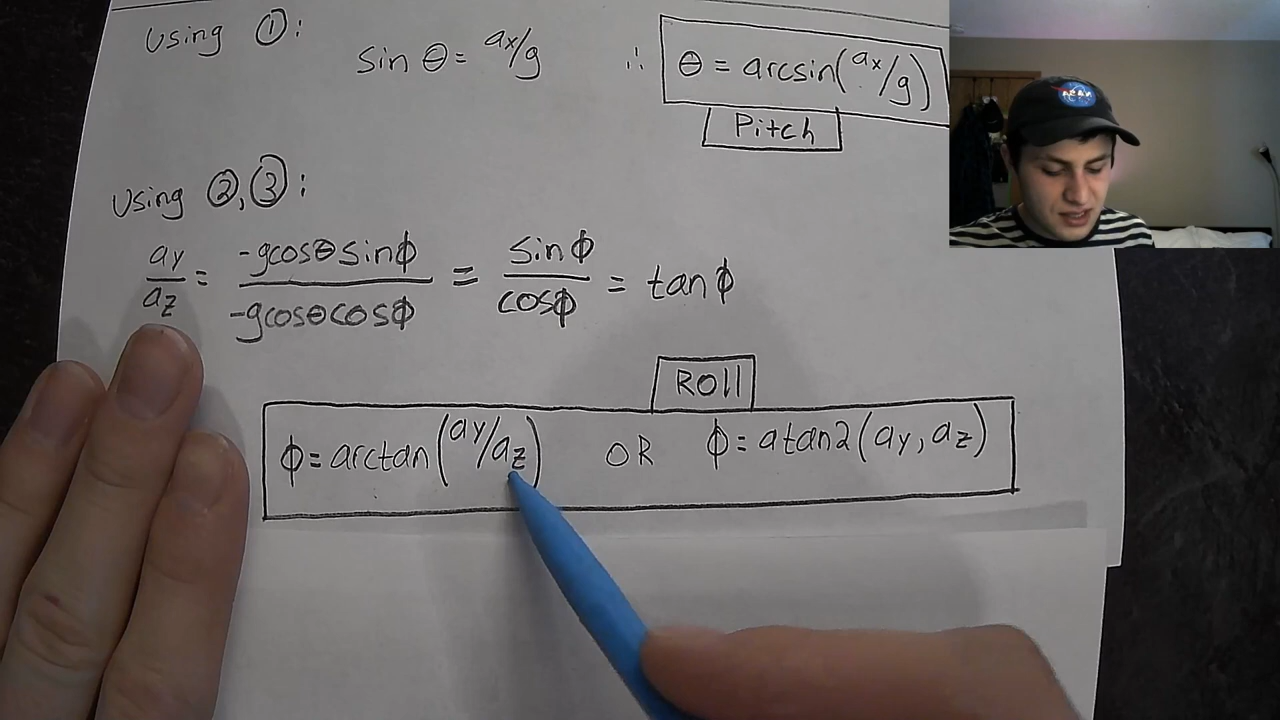 Using ①:
sin θ = ax/g ∴ θ = arcsin(ax/g)
Pitch
Using ②,③:
ay/az = -gcosθsinϕ/-gcosθcosϕ = sinϕ/cosϕ = tanϕ
Roll
ϕ = arctan(ay/az) OR ϕ = atan2(ay, az)
NASA